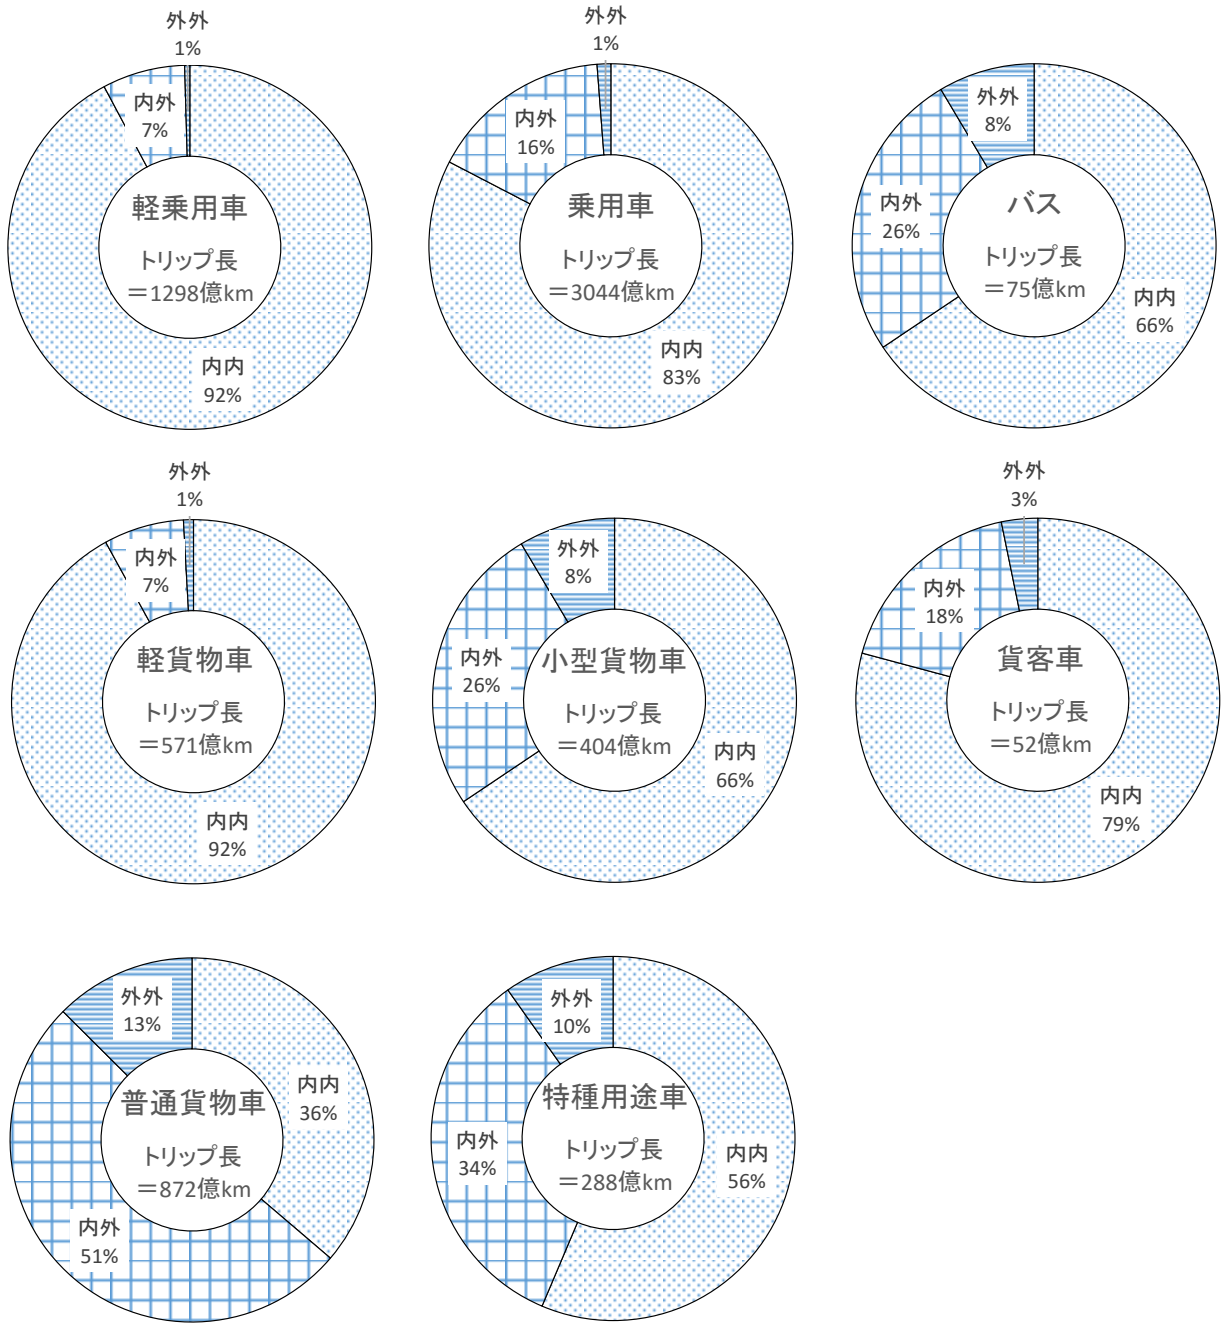 外外
1%
内外
7%
軽乗用車
トリップ長
＝1298億km
内内
92%
外外
1%
内外
16%
乗用車
トリップ長
＝3044億km
内内
83%
外外
8%
内外
26%
バス
トリップ長
＝75億km
内内
66%
外外
1%
内外
7%
軽貨物車
トリップ長
＝571億km
内内
92%
外外
8%
内外
26%
小型貨物車
トリップ長
＝404億km
内内
66%
外外
3%
内外
18%
貨客車
トリップ長
＝52億km
内内
79%
外外
13%
内内
36%
普通貨物車
トリップ長
＝872億km
内外
51%
外外
10%
特種用途車
トリップ長
＝288億km
内外
34%
内内
56%